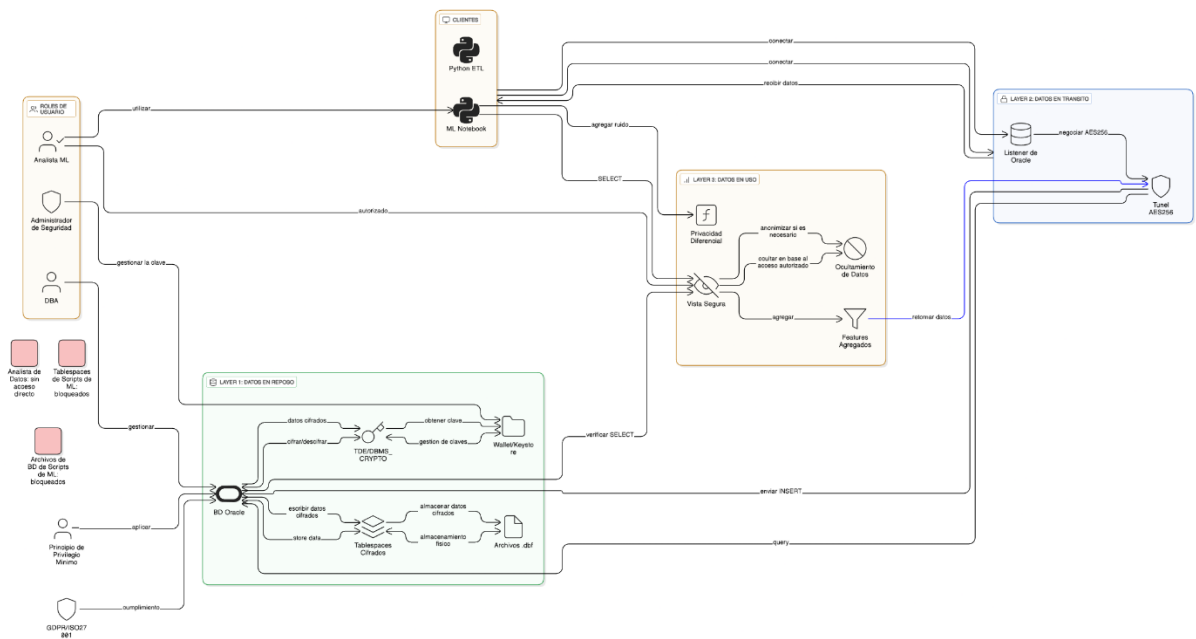 CLIENTES
Python ETL
ML Notebook
ROLES DE
USUARIO
Analista ML
Administrador
de Seguridad
DBA
utilizar
autorizado
gestionar la clave
gestionar
conectar
conectar
recibir datos
agregar ruido
SELECT
LAYER 2: DATOS EN TRANSITO
Listener de
Oracle
negociar AES256
Tunel
AES256
LAYER 3: DATOS EN USO
Privacidad
Diferencial
anonimizar si es
necesario
ocultar en base al
acceso autorizado
Ocultamiento
de Datos
Vista Segura
agregar
Features
Agregados
retornar datos
Analista de
Datos: sin
acceso
directo
Tablespaces
de Scripts de
ML:
bloqueados
Archivos de
BD de Scripts
de ML:
bloqueados
Principio de
Privilegio
Minimo
aplicar
GDPR/ISO27
001
cumplimiento
LAYER 1: DATOS EN REPOSO
datos cifrados
cifrar/descifrar
TDE/DBMS_
CRYPTO
obtener clave
gestion de claves
Wallet/Keysto
re
BD Oracle
escribir datos
cifrados
store data
Tablespaces
Cifrados
almacenar datos
cifrados
almacenamiento
fisico
Archivos .dbf
verificar SELECT
enviar INSERT
query